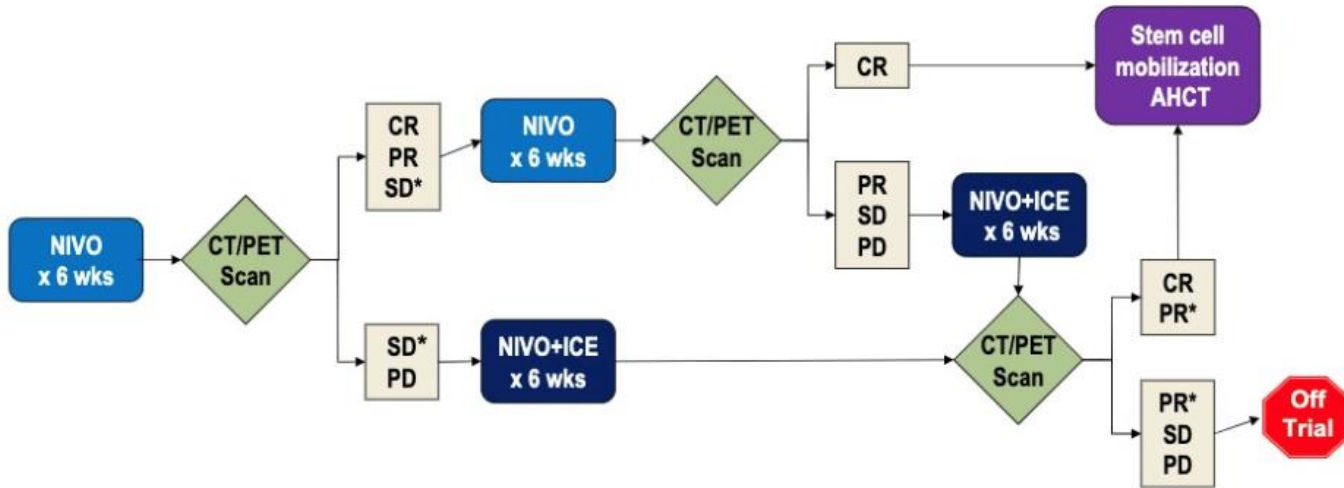 NIVO
x 6 wks
CT/PET
Scan
CR
PR
SD*
NIVO
x 6 wks
CT/PET
Scan
CR
Stem cell
mobilization
AHCT
PR
SD
PD
NIVO+ICE
x 6 wks
SD*
PD
NIVO+ICE
x 6 wks
CT/PET
Scan
CR
PR*
PR*
SD
PD
Off
Trial